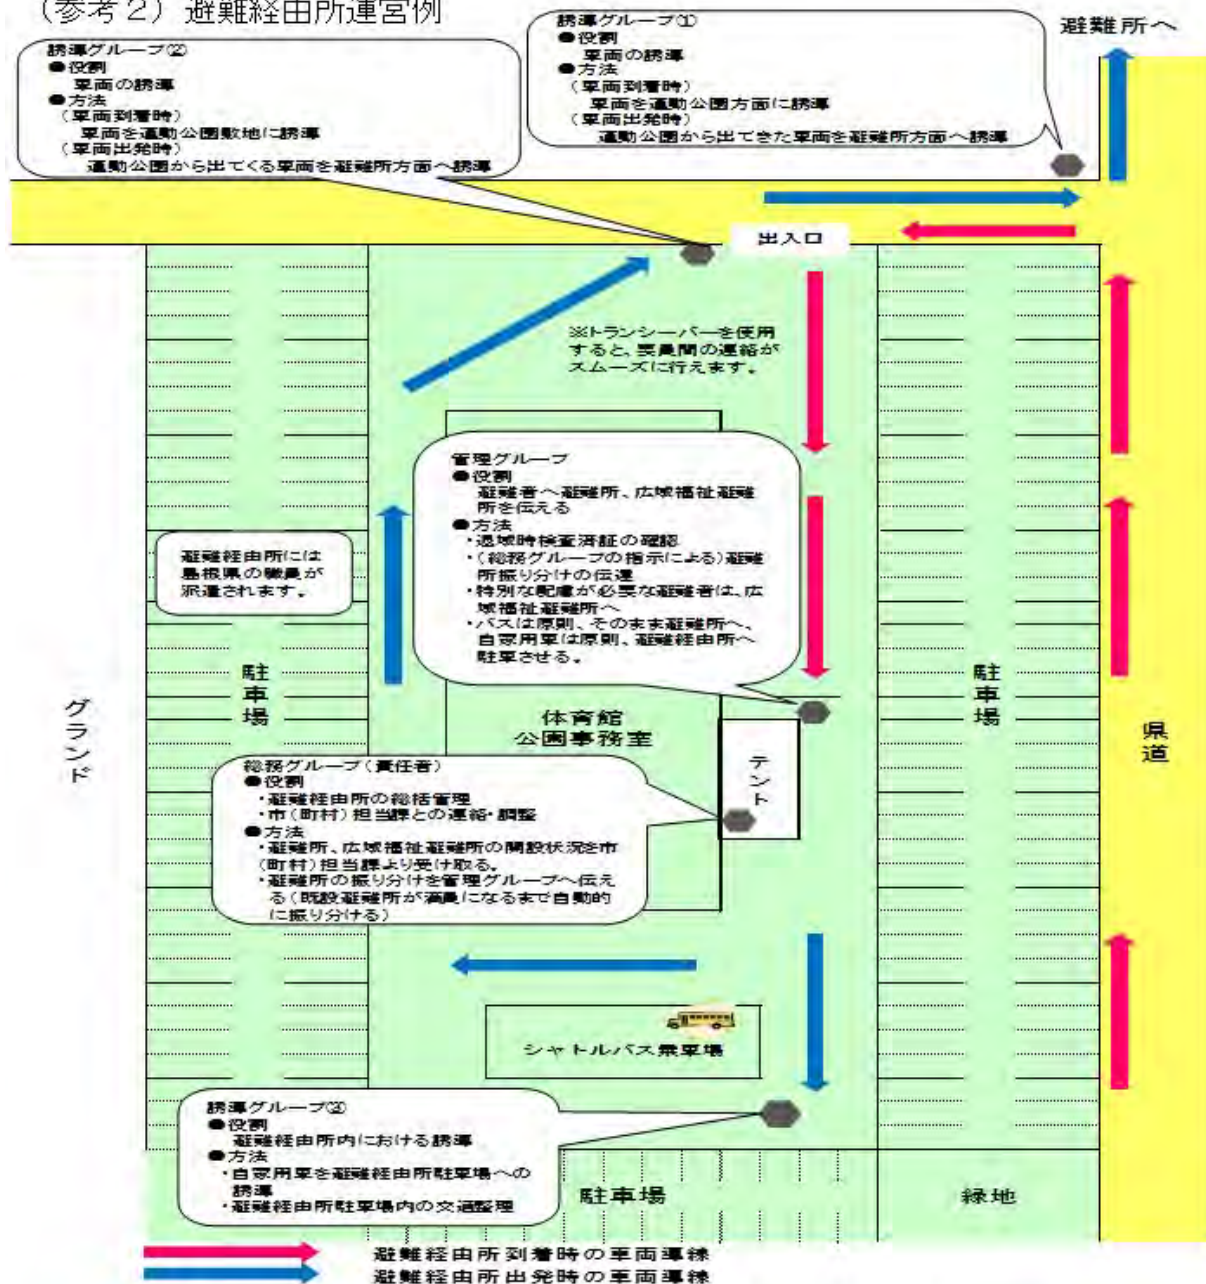 （参考２）避難経由所運営例
誘導グループ②
●役割
車両の誘導
●方法
（車両到着時）
車両を運動公園敷地に誘導
（車両出発時）
運動公園から出てくる車両を避難所方面へ誘導
誘導グループ①
●役割
車両の誘導
●方法
（車両到着時）
車両を運動公園方面に誘導
（車両出発時）
運動公園から出てきた車両を避難所方面へ誘導
避難所へ
出入口
※トランシーバーを使用
すると、要員間の連絡が
スムーズに行えます。
管理グループ
●役割
避難者へ避難所、広域福祉避難
所を伝える
●方法
・退域時検査済証の確認
・（総務グループの指示による）避難
所振り分けの伝達
・特別な配慮が必要な避難者は、広
域福祉避難所へ
・バスは原則、そのまま避難所へ、
自家用車は原則、避難経由所へ
駐車させる。
避難経由所には
島根県の職員が
派遣されます。
グランド
駐車場
体育館
公園事務室
テント
駐車場
県道
総務グループ（責任者）
●役割
・避難経由所の総括管理
・市（町村）担当課との連絡・調整
●方法
・避難所、広域福祉避難所の開設状況を市
（町村）担当課より受け取る。
・避難所の振り分けを管理グループへ伝え
る（既設避難所が満員になるまで自動的
に振り分ける）
シャトルバス乗車場
誘導グループ③
●役割
避難経由所内における誘導
●方法
・自家用車を避難経由所駐車場への
誘導
・避難経由所駐車場内の交通整理
駐車場
緑地
避難経由所到着時の車両導線
避難経由所出発時の車両導線